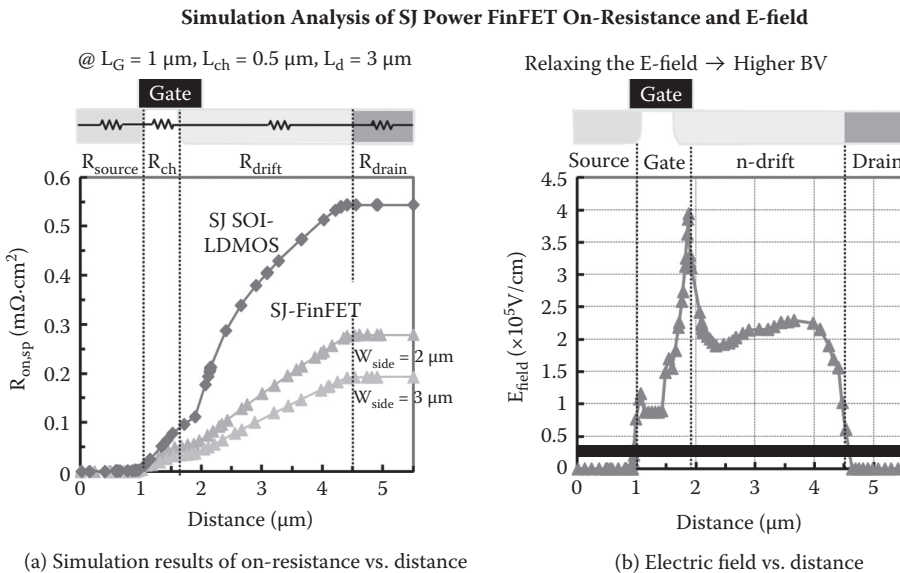 Simulation Analysis of SJ Power FinFET On-Resistance and E-field
@ L_G = 1 μm, L_ch = 0.5 μm, L_d = 3 μm
Gate
R_source
R_ch
R_drift
R_drain
0.6
0.5
0.4
0.3
0.2
0.1
0
R_on,sp (mΩ·cm²)
SJ SOI-
LDMOS
SJ-FinFET
W_side = 2 μm
W_side = 3 μm
0 1 2 3 4 5
Distance (μm)
(a) Simulation results of on-resistance vs. distance
Relaxing the E-field → Higher BV
Gate
Source
Gate
n-drift
Drain
4.5
4
3.5
3
2.5
2
1.5
1
0.5
0
E_field (×10⁵V/cm)
0 1 2 3 4 5
Distance (μm)
(b) Electric field vs. distance